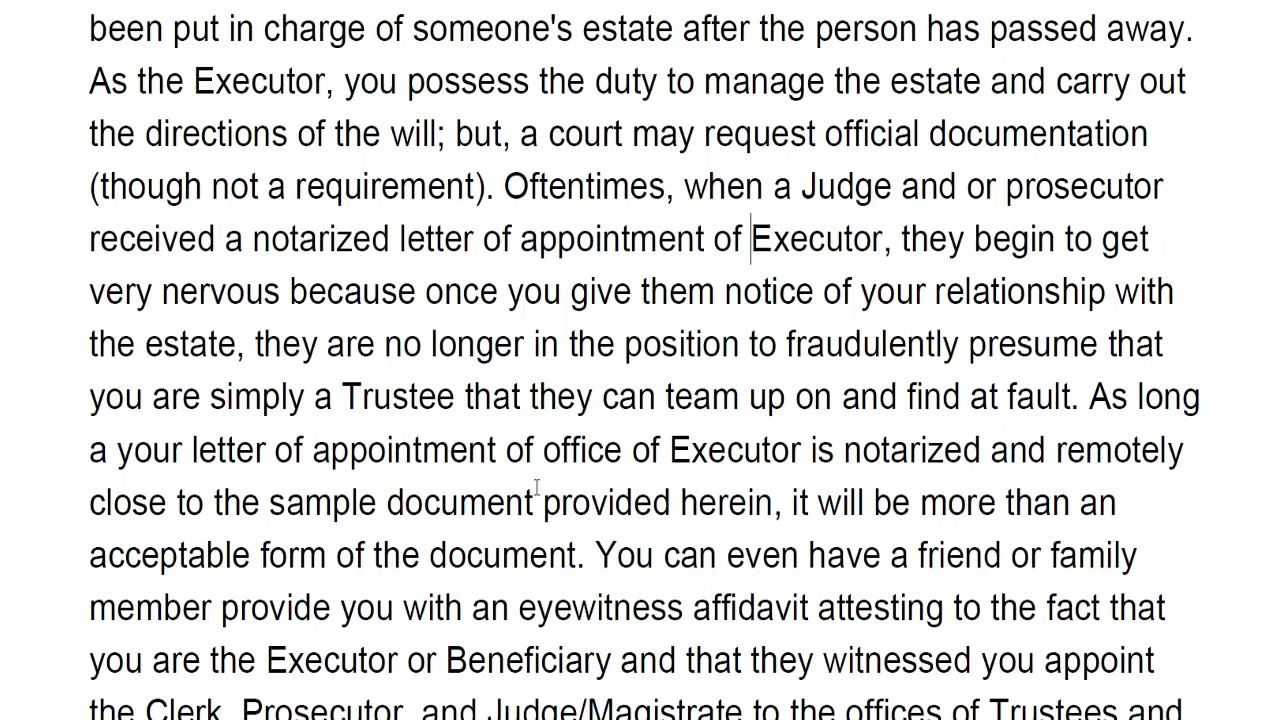 been put in charge of someone's estate after the person has passed away.
As the Executor, you possess the duty to manage the estate and carry out
the directions of the will; but, a court may request official documentation
(though not a requirement). Oftentimes, when a Judge and or prosecutor
received a notarized letter of appointment of Executor, they begin to get
very nervous because once you give them notice of your relationship with
the estate, they are no longer in the position to fraudulently presume that
you are simply a Trustee that they can team up on and find at fault. As long
a your letter of appointment of office of Executor is notarized and remotely
close to the sample document provided herein, it will be more than an
acceptable form of the document. You can even have a friend or family
member provide you with an eyewitness affidavit attesting to the fact that
you are the Executor or Beneficiary and that they witnessed you appoint
the Clerk, Prosecutor, and Judge/Magistrate to the offices of Trustees and